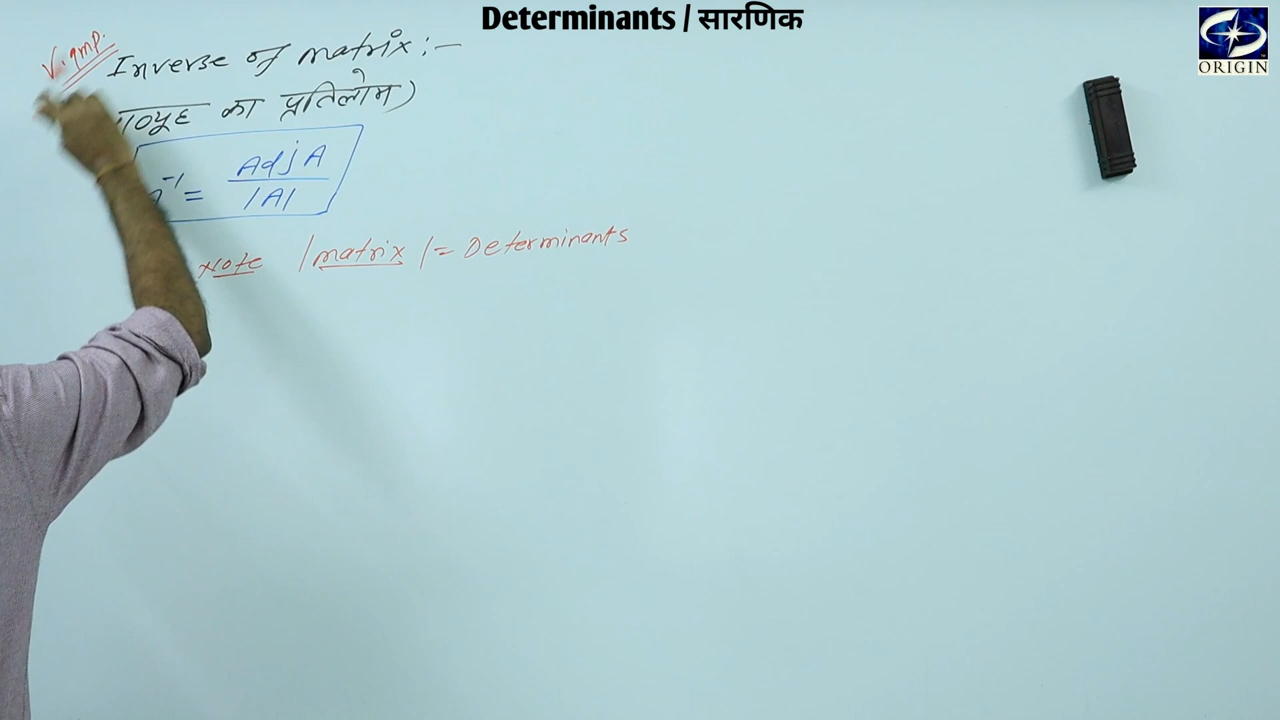 Determinants / सारणिक
ORIGIN
V. Imp.
Inverse of matrix :-
का प्रतिलोम)
⁻¹ = Adj A
|A|
Note |matrix| = Determinants